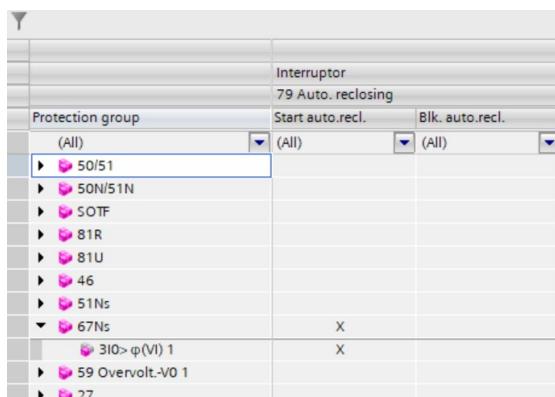 Interruptor
79 Auto. reclosing
Protection group Start auto.recl. Blk. auto.recl.
(All) (All) (All)
50/51
50N/51N
SOTF
81R
81U
46
51Ns
67Ns X
3I0> φ(VI) 1 X
59 Overvolt.-V0 1
27